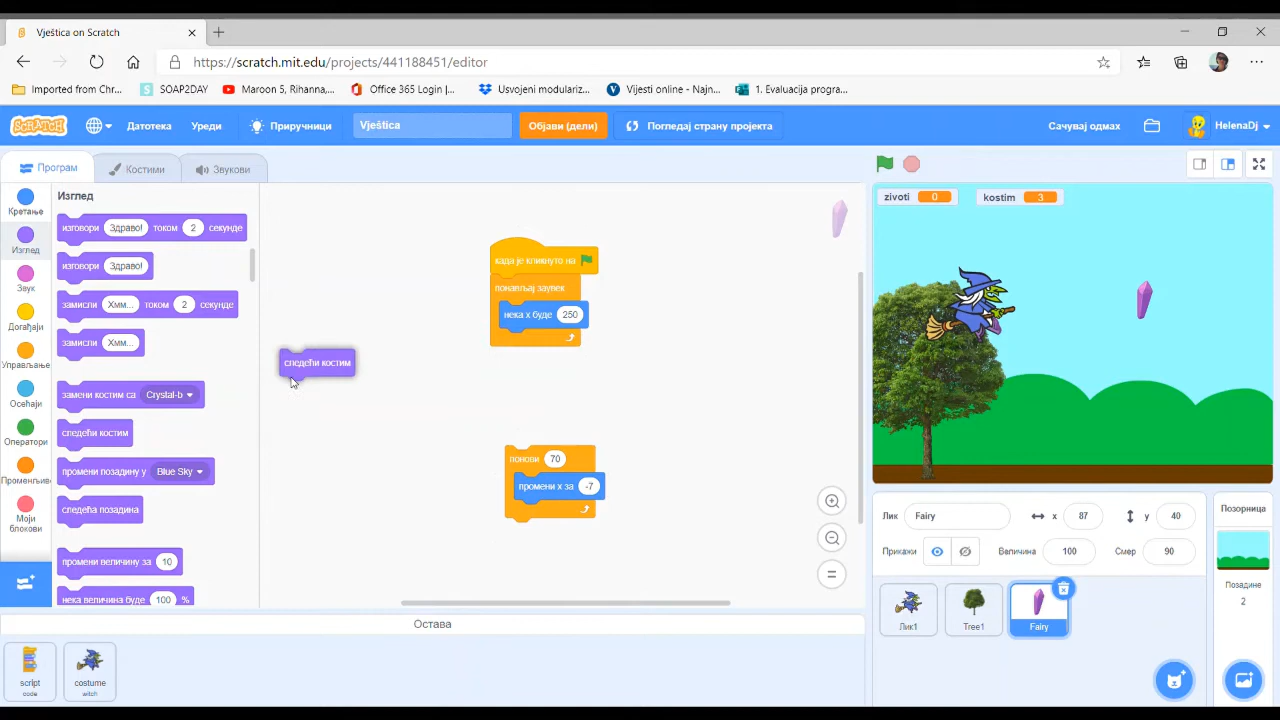 Vještica on Scratch
https://scratch.mit.edu/projects/441188451/editor
Imported from Chr...
SOAP2DAY
Maroon 5, Rihanna,...
Office 365 Login |...
Usvojeni modulariz...
Vijesti online - Najn...
1. Evaluacija progra...
SCRATCH
Датотека
Уреди
Приручници
Vještica
Објави (дели)
Погледај страну пројекта
Сачувај одмах
HelenaDj
Програм
Костими
Звукови
Кретање
Изглед
Звук
Догађаји
Управљање
Осећаји
Оператори
Променљиве
Моји
блокови
Изглед
изговори Здраво! током 2 секунде
изговори Здраво!
замисли Хмм... током 2 секунде
замисли Хмм...
замени костим са Crystal-b
следећи костим
промени позадину у Blue Sky
следећа позадина
промени величину за 10
нека величина буде 100 %
следећи костим
када је кликнуто на
понављај заувек
нека x буде 250
понови 70
промени x за -7
zivoti 0
kostim 3
Лик Fairy
x 87
y 40
Прикажи
Величина 100
Смер 90
Лик1
Tree1
Fairy
Позорница
Позадине
2
Остава
script
code
costume
witch